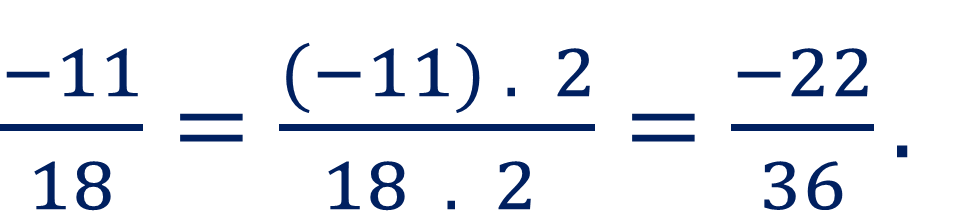 −11/18 = (−11) . 2/18 . 2 = −22/36 .